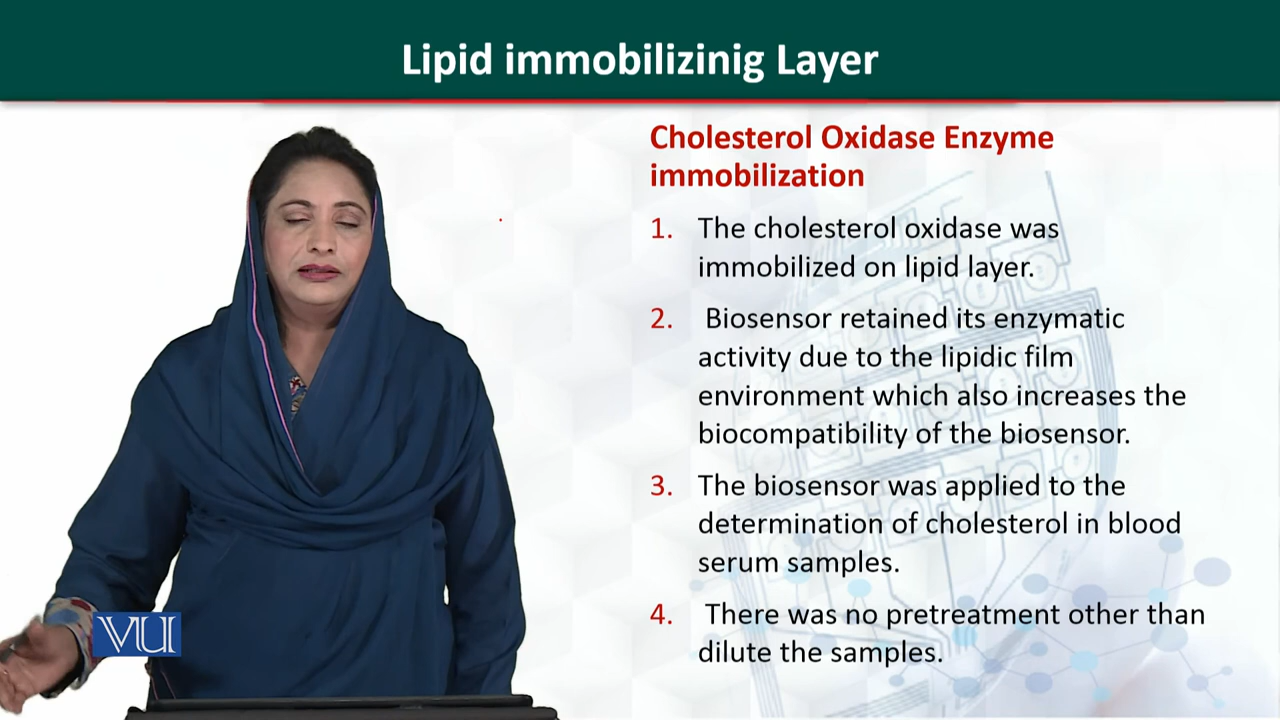 Lipid immobilizinig Layer
Cholesterol Oxidase Enzyme
immobilization
1. The cholesterol oxidase was
immobilized on lipid layer.
2. Biosensor retained its enzymatic
activity due to the lipidic film
environment which also increases the
biocompatibility of the biosensor.
3. The biosensor was applied to the
determination of cholesterol in blood
serum samples.
4. There was no pretreatment other than
dilute the samples.
VU